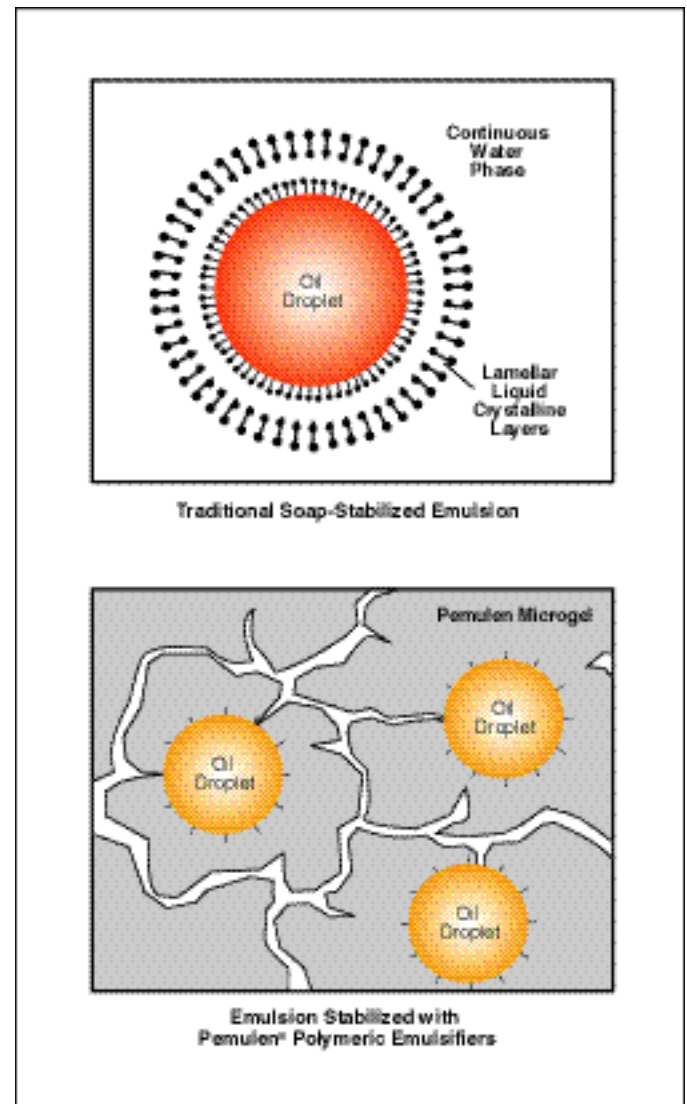 Continuous
Water
Phase
Oil
Droplet
Lamellar
Liquid
Crystalline
Layers
Traditional Soap-Stabilized Emulsion
Pemulen Microgel
Oil
Droplet
Oil
Droplet
Oil
Droplet
Emulsion Stabilized with
Pemulen® Polymeric Emulsifiers